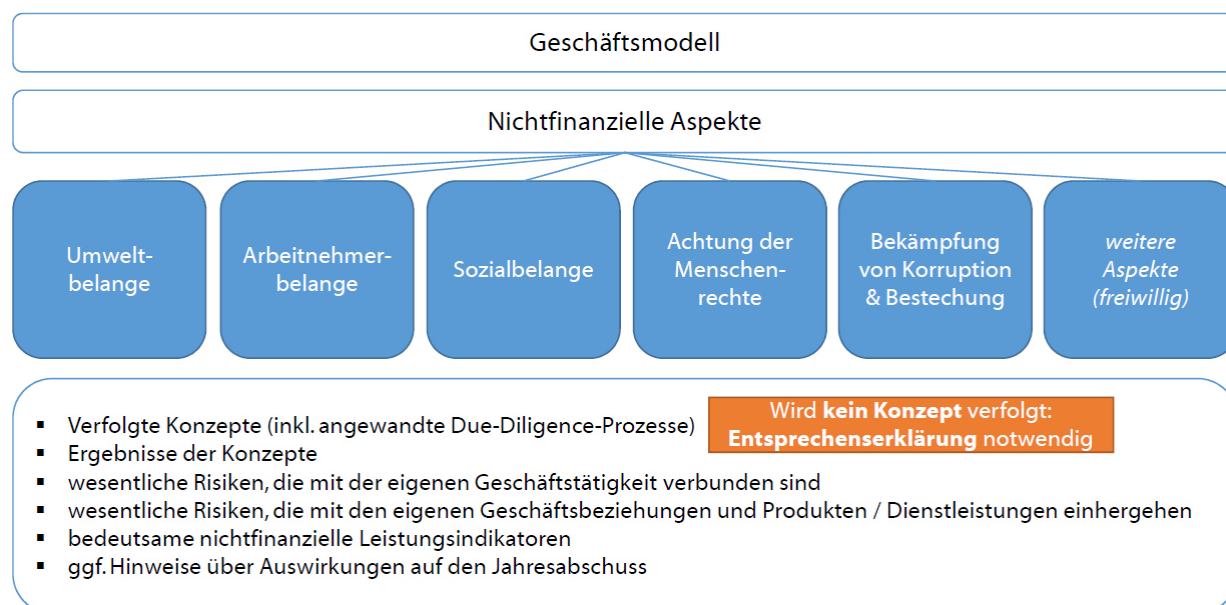 Geschäftsmodell
Nichtfinanzielle Aspekte
Umwelt-
belange
Arbeitnehmer-
belange
Sozialbelange
Achtung der
Menschen-
rechte
Bekämpfung
von Korruption
& Bestechung
weitere
Aspekte
(freiwillig)
▪ Verfolgte Konzepte (inkl. angewandte Due-Diligence-Prozesse)
Wird kein Konzept verfolgt:
Entsprechenserklärung notwendig
▪ Ergebnisse der Konzepte
▪ wesentliche Risiken, die mit der eigenen Geschäftstätigkeit verbunden sind
▪ wesentliche Risiken, die mit den eigenen Geschäftsbeziehungen und Produkten / Dienstleistungen einhergehen
▪ bedeutsame nichtfinanzielle Leistungsindikatoren
▪ ggf. Hinweise über Auswirkungen auf den Jahresabschuss